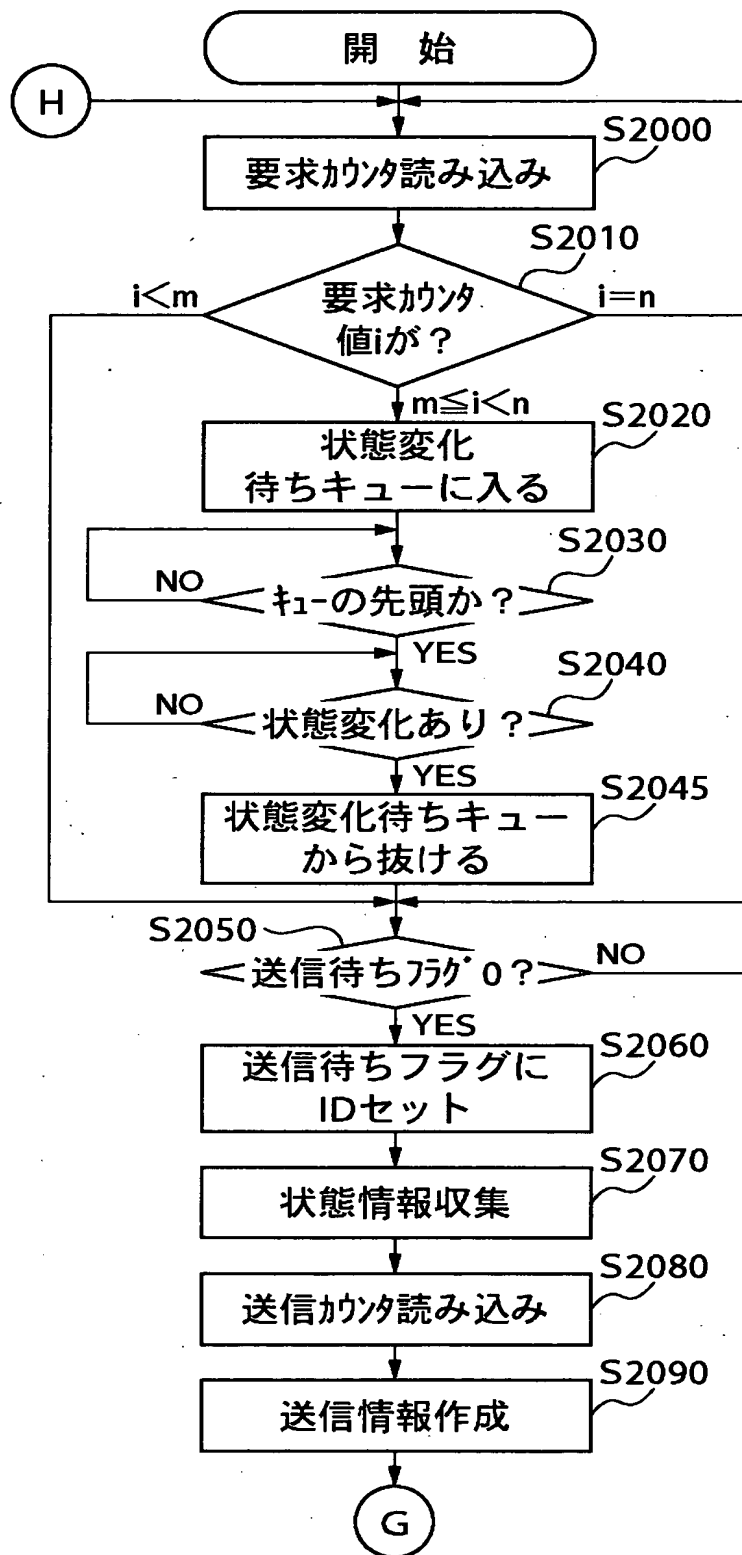 開 始
H
S2000
要求ｶｳﾝﾀ読み込み
S2010
i<m
要求ｶｳﾝﾀ
値iが？
i=n
m≦i<n
S2020
状態変化
待ちキューに入る
S2030
NO
ｷｭｰの先頭か？
YES
S2040
NO
状態変化あり？
YES
S2045
状態変化待ちキュー
から抜ける
S2050
送信待ちﾌﾗｸﾞ0？
NO
YES
S2060
送信待ちフラグに
IDセット
S2070
状態情報収集
S2080
送信ｶｳﾝﾀ読み込み
S2090
送信情報作成
G